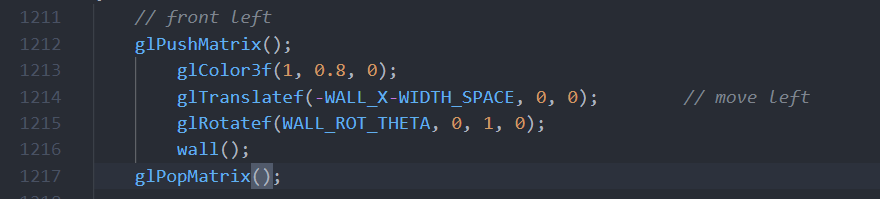 1211 // front left
1212 glPushMatrix();
1213 glColor3f(1, 0.8, 0);
1214 glTranslatef(-WALL_X-WIDTH_SPACE, 0, 0); // move left
1215 glRotatef(WALL_ROT_THETA, 0, 1, 0);
1216 wall();
1217 glPopMatrix();